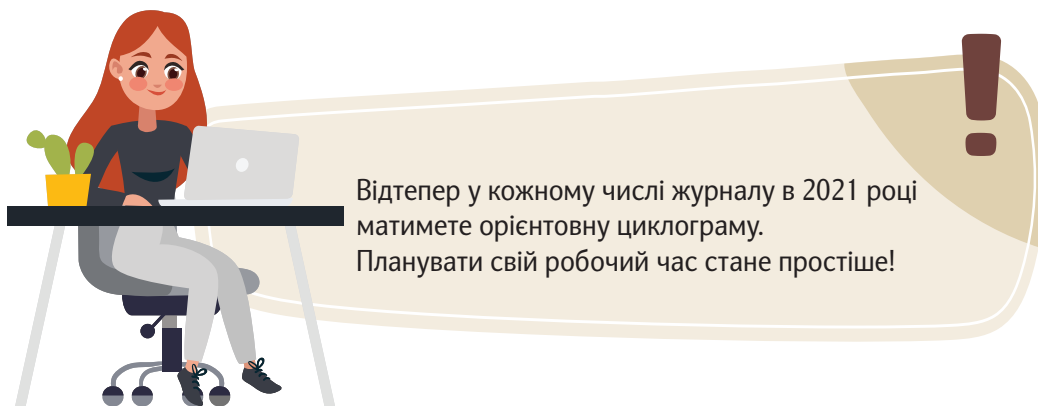 Відтепер у кожному числі журналу в 2021 році
матимете орієнтовну циклограму.
Планувати свій робочий час стане простіше!